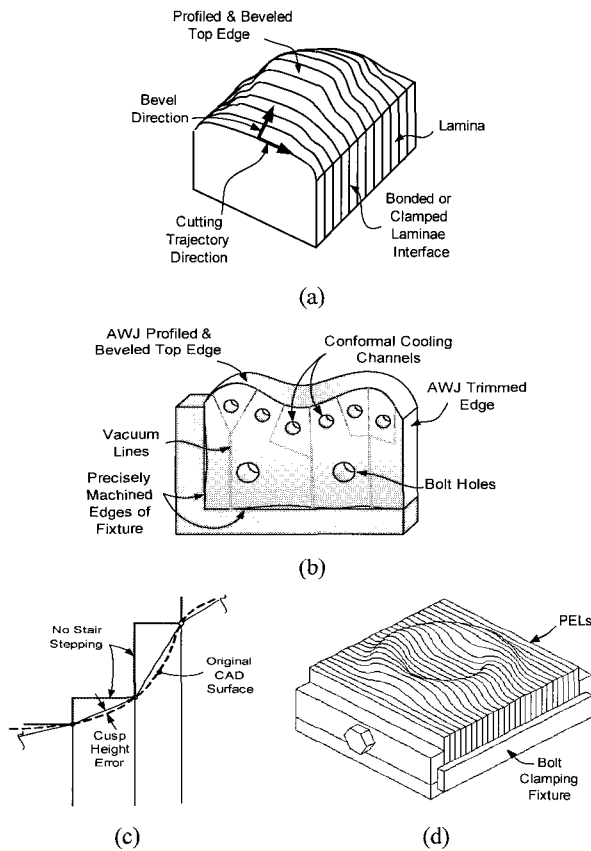 Profiled & Beveled
Top Edge
Bevel
Direction
Lamina
Cutting
Trajectory
Direction
Bonded or
Clamped
Laminae
Interface
(a)
AWJ Profiled &
Beveled Top Edge
Conformal Cooling
Channels
AWJ Trimmed
Edge
Vacuum
Lines
Precisely
Machined
Edges of
Fixture
Bolt Holes
(b)
No Stair
Stepping
Original
CAD
Surface
Cusp
Height
Error
(c)
PELs
Bolt
Clamping
Fixture
(d)